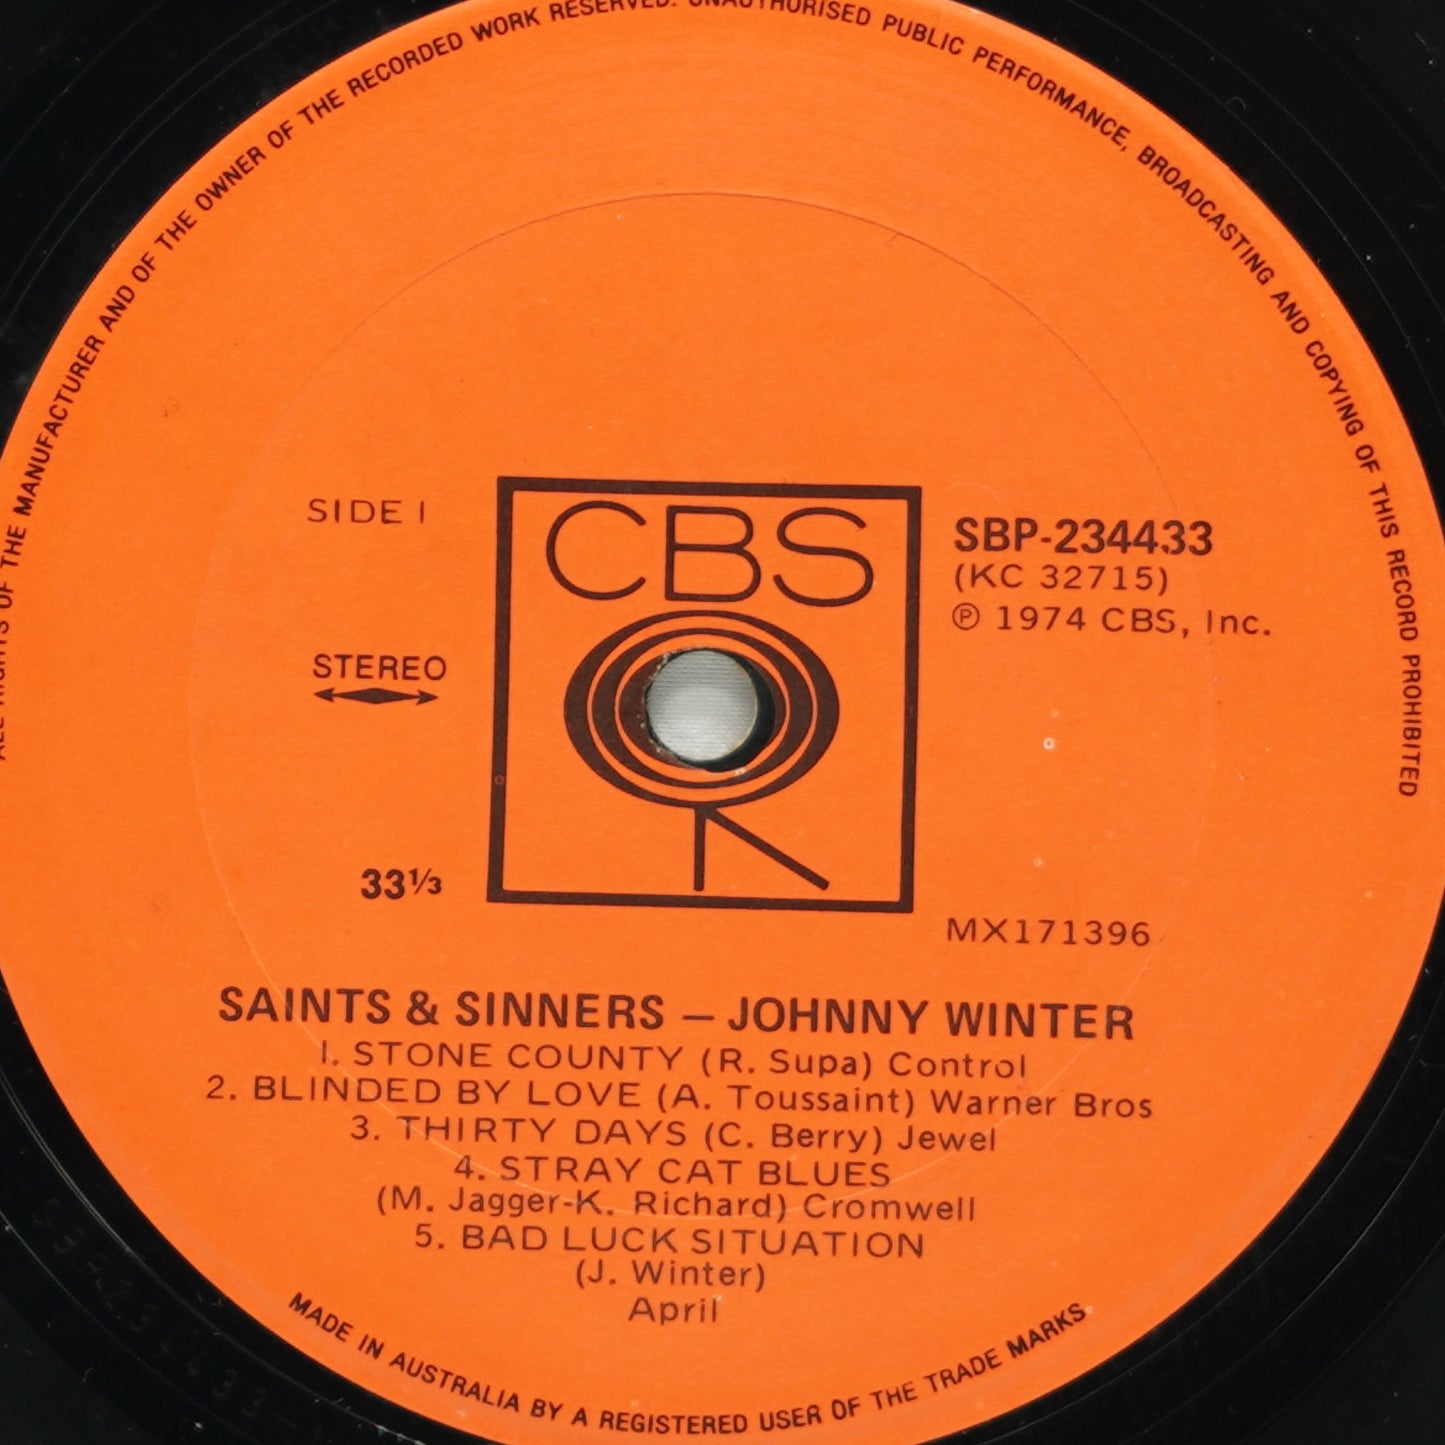 ALL RIGHTS OF THE MANUFACTURER AND OF THE OWNER OF THE RECORDED WORK RESERVED. UNAUTHORISED PUBLIC PERFORMANCE, BROADCASTING AND COPYING OF THIS RECORD PROHIBITED
SIDE 1
CBS
SBP-234433
(KC 32715)
℗ 1974 CBS, Inc.
STEREO
33⅓
MX171396
SAINTS & SINNERS – JOHNNY WINTER
1. STONE COUNTY (R. Supa) Control
2. BLINDED BY LOVE (A. Toussaint) Warner Bros
3. THIRTY DAYS (C. Berry) Jewel
4. STRAY CAT BLUES
(M. Jagger-K. Richard) Cromwell
5. BAD LUCK SITUATION
(J. Winter)
April
MADE IN AUSTRALIA BY A REGISTERED USER OF THE TRADE MARKS